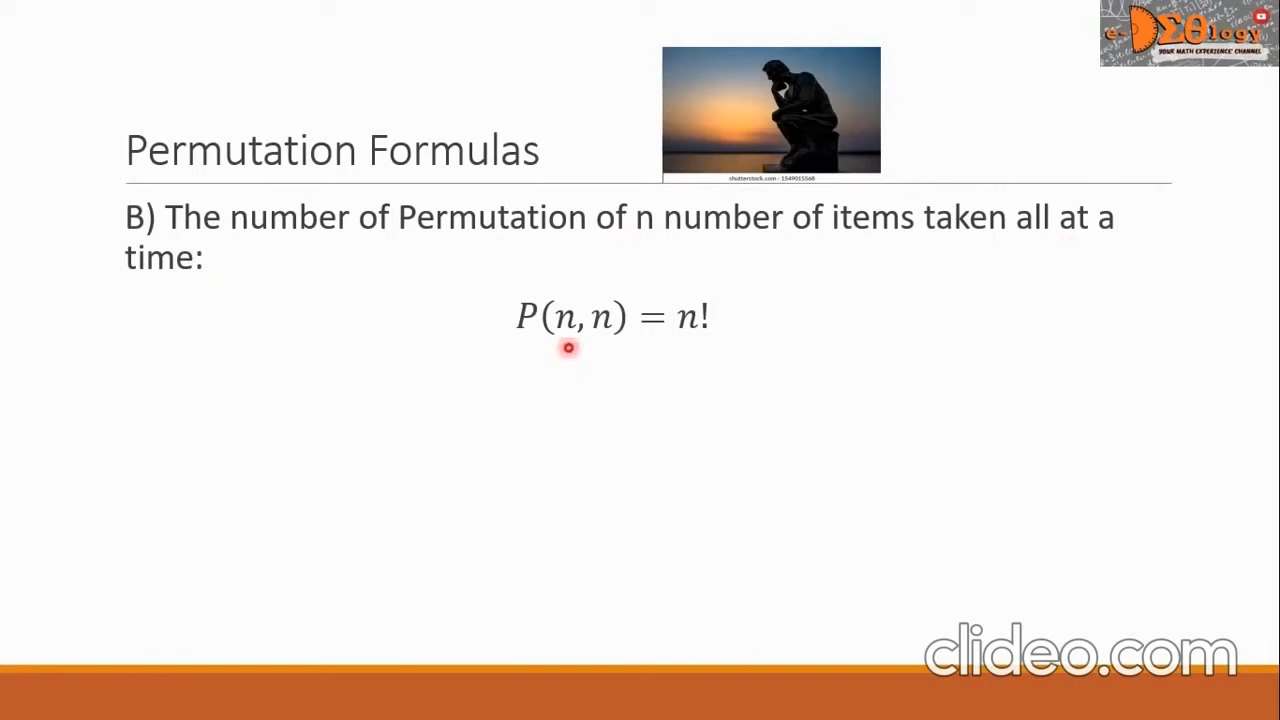 e-DEΣθlogy
YOUR MATH EXPERIENCE CHANNEL
shutterstock.com · 1549015568
Permutation Formulas
B) The number of Permutation of n number of items taken all at a
time:
P(n, n) = n!
clideo.com